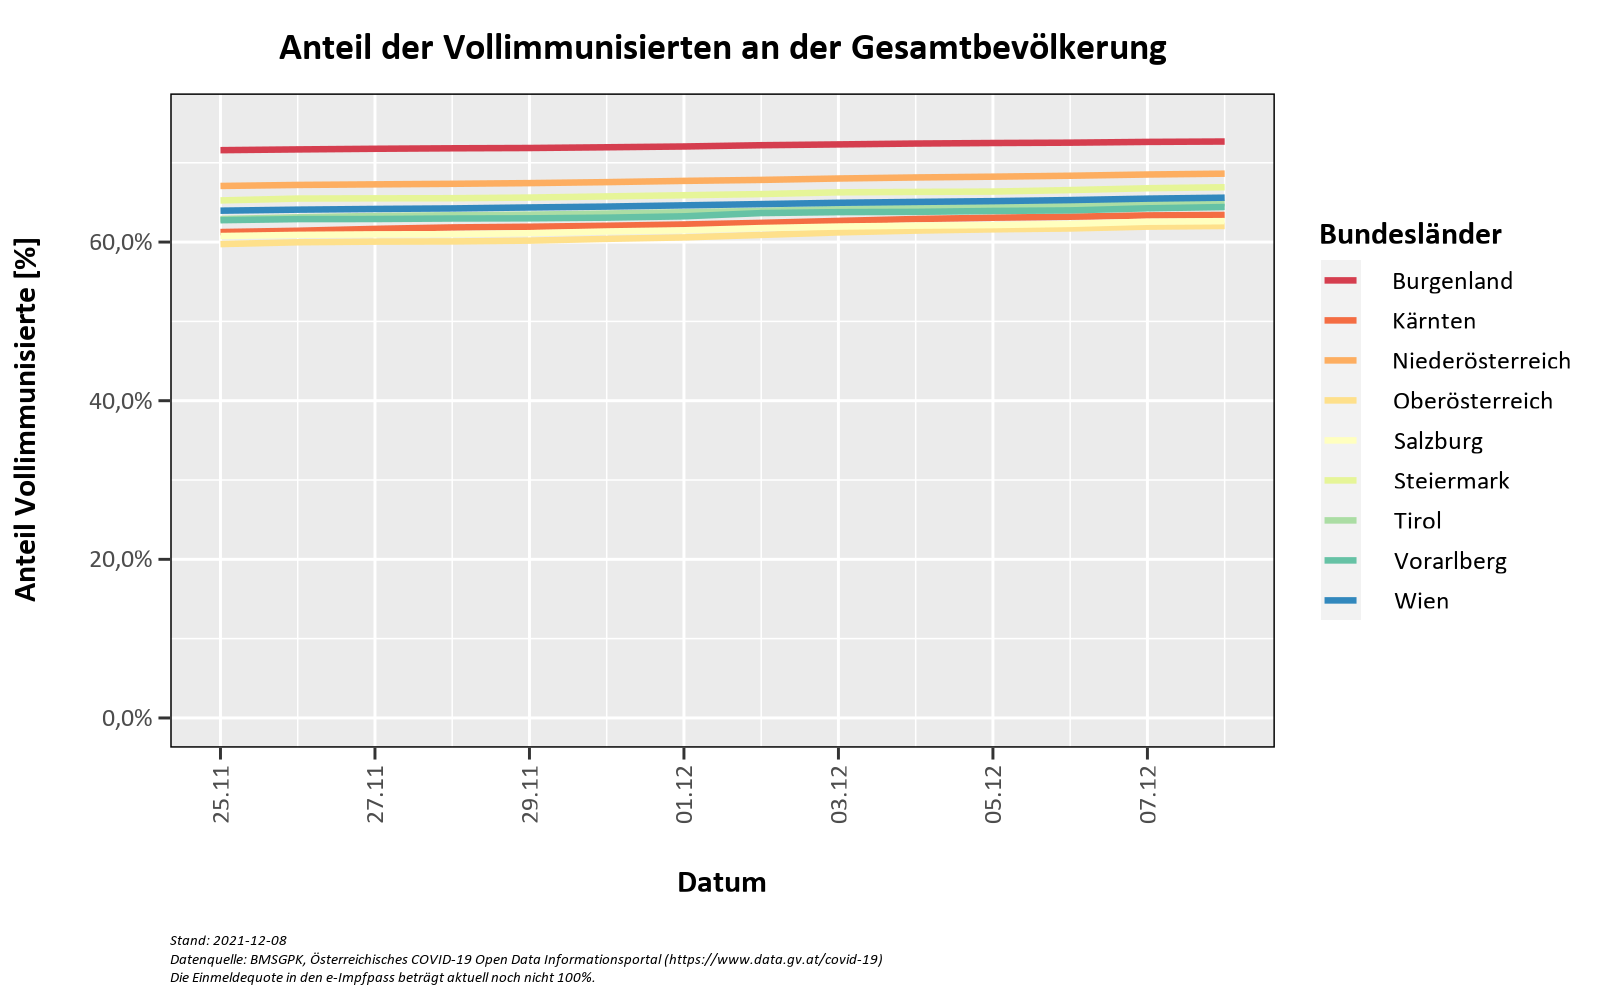 Anteil der Vollimmunisierten an der Gesamtbevölkerung
Anteil Vollimmunisierte [%]
60,0%
40,0%
20,0%
0,0%
25.11
27.11
29.11
01.12
03.12
05.12
07.12
Datum
Bundesländer
Burgenland
Kärnten
Niederösterreich
Oberösterreich
Salzburg
Steiermark
Tirol
Vorarlberg
Wien
Stand: 2021-12-08
Datenquelle: BMSGPK, Österreichisches COVID-19 Open Data Informationsportal (https://www.data.gv.at/covid-19)
Die Einmeldequote in den e-Impfpass beträgt aktuell noch nicht 100%.